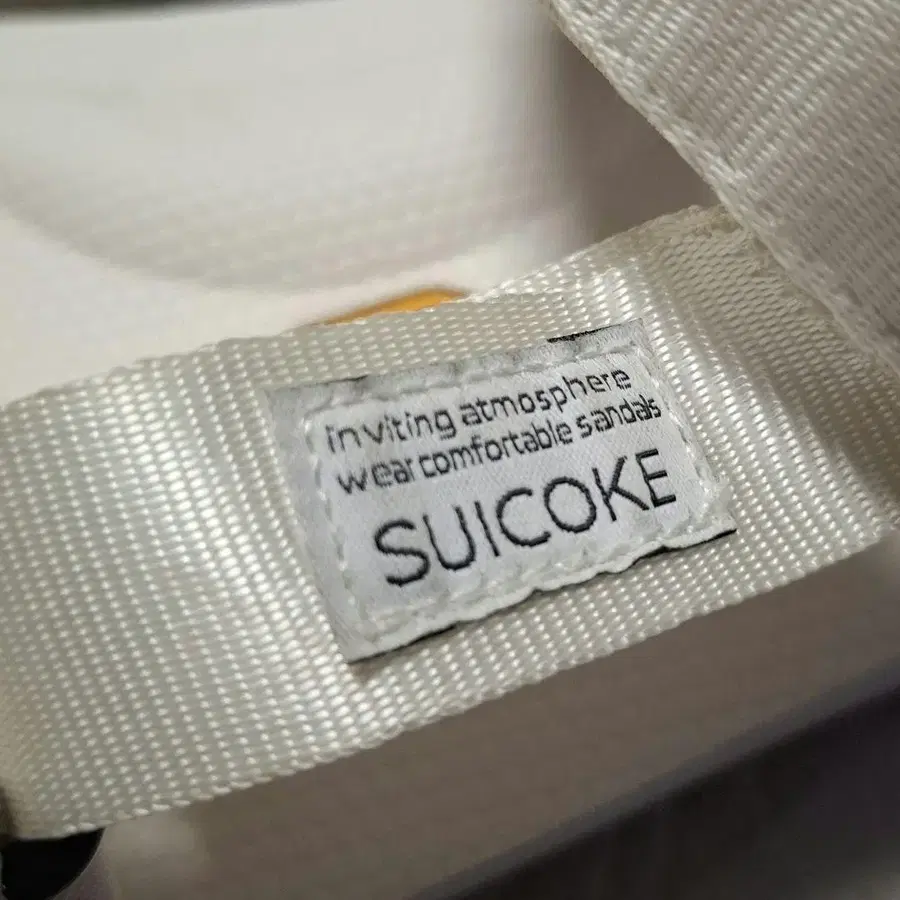 inviting atmosphere
wear comfortable sandals
SUICOKE